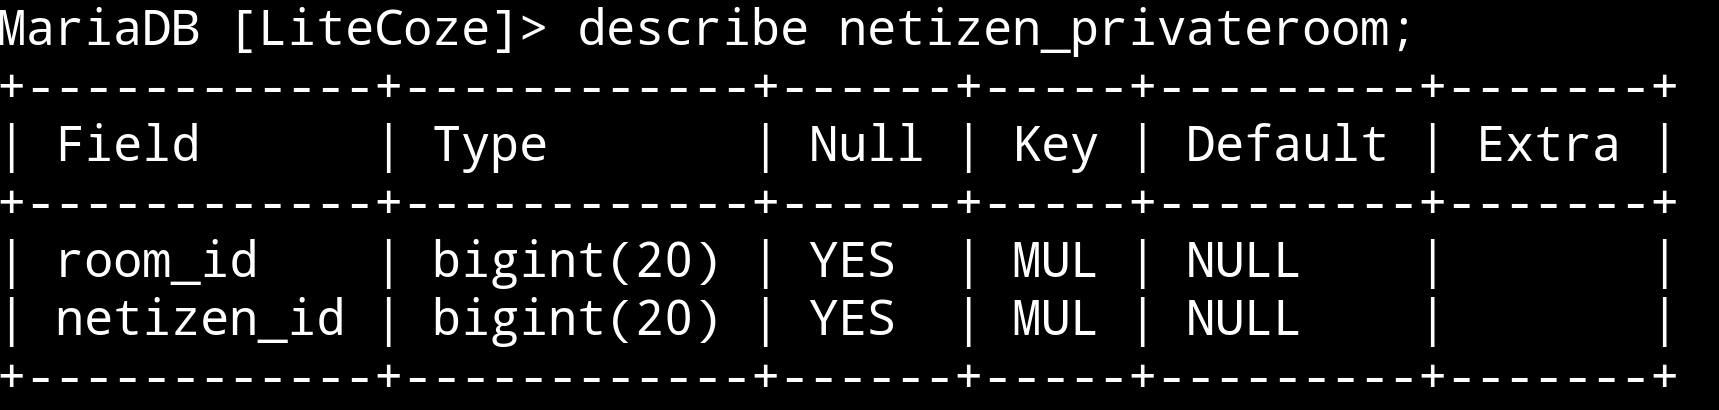 MariaDB [LiteCoze]> describe netizen_privateroom;
+------------+------------+------+-----+---------+-------+
| Field      | Type       | Null | Key | Default | Extra |
+------------+------------+------+-----+---------+-------+
| room_id    | bigint(20) | YES  | MUL | NULL    |       |
| netizen_id | bigint(20) | YES  | MUL | NULL    |       |
+------------+------------+------+-----+---------+-------+